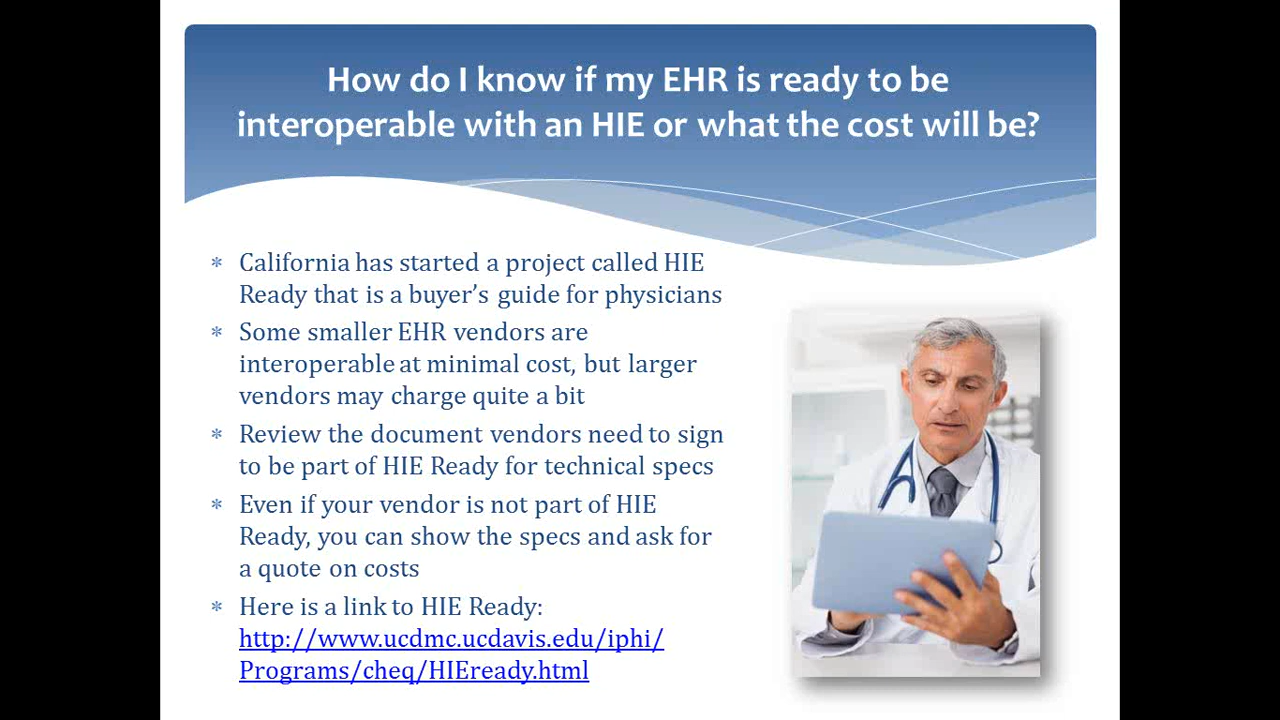 How do I know if my EHR is ready to be
interoperable with an HIE or what the cost will be?
* California has started a project called HIE
Ready that is a buyer’s guide for physicians
* Some smaller EHR vendors are
interoperable at minimal cost, but larger
vendors may charge quite a bit
* Review the document vendors need to sign
to be part of HIE Ready for technical specs
* Even if your vendor is not part of HIE
Ready, you can show the specs and ask for
a quote on costs
* Here is a link to HIE Ready:
http://www.ucdmc.ucdavis.edu/iphi/
Programs/cheq/HIEready.html